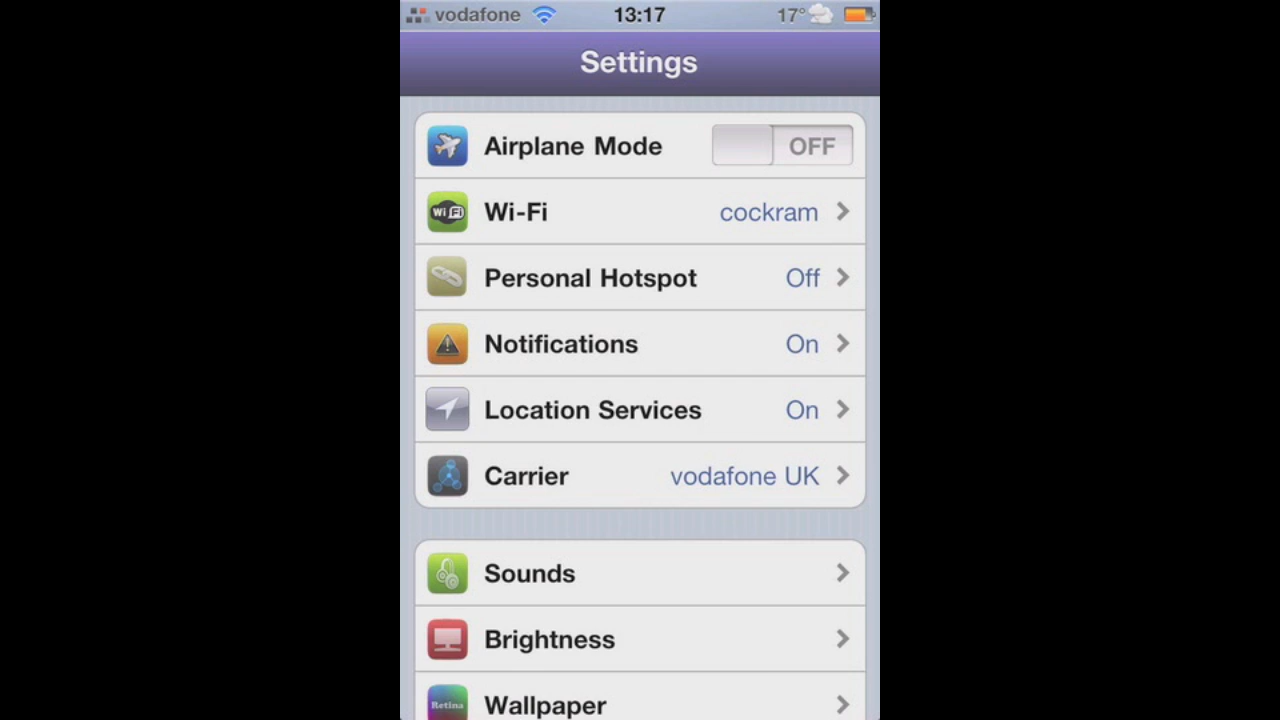 vodafone 13:17 17°
Settings
Airplane Mode OFF
Wi-Fi cockram
Personal Hotspot Off
Notifications On
Location Services On
Carrier vodafone UK
Sounds
Brightness
Retina Wallpaper